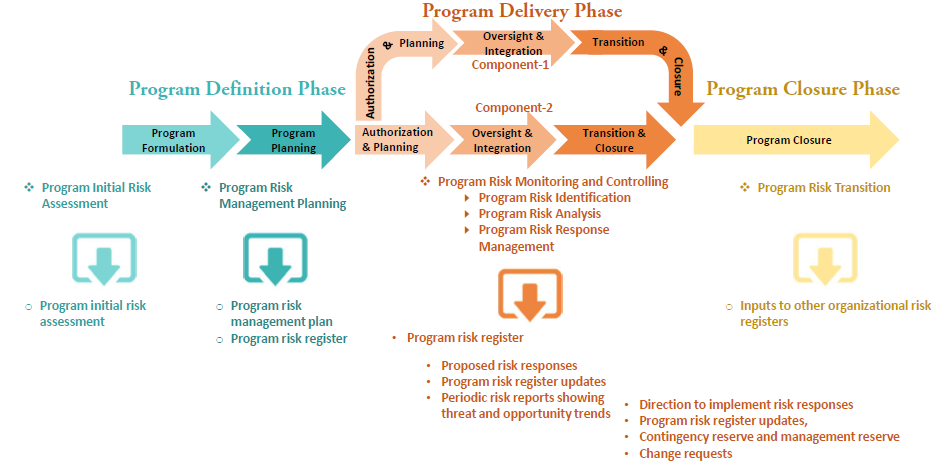 Program Delivery Phase
Authorization & Planning
Oversight &
Integration
Component-1
Transition & Closure
Program Definition Phase
Program Closure Phase
Component-2
Program
Formulation
Program
Planning
Authorization
& Planning
Oversight &
Integration
Transition &
Closure
Program Closure
❖ Program Initial Risk
Assessment
❖ Program Risk
Management Planning
❖ Program Risk Monitoring and Controlling
Program Risk Identification
Program Risk Analysis
Program Risk Response
Management
❖ Program Risk Transition
○ Program initial risk
assessment
○ Program risk
management plan
○ Program risk register
• Program risk register
• Proposed risk responses
• Program risk register updates
• Periodic risk reports showing
threat and opportunity trends
• Direction to implement risk responses
• Program risk register updates,
• Contingency reserve and management reserve
• Change requests
○ Inputs to other organizational risk
registers